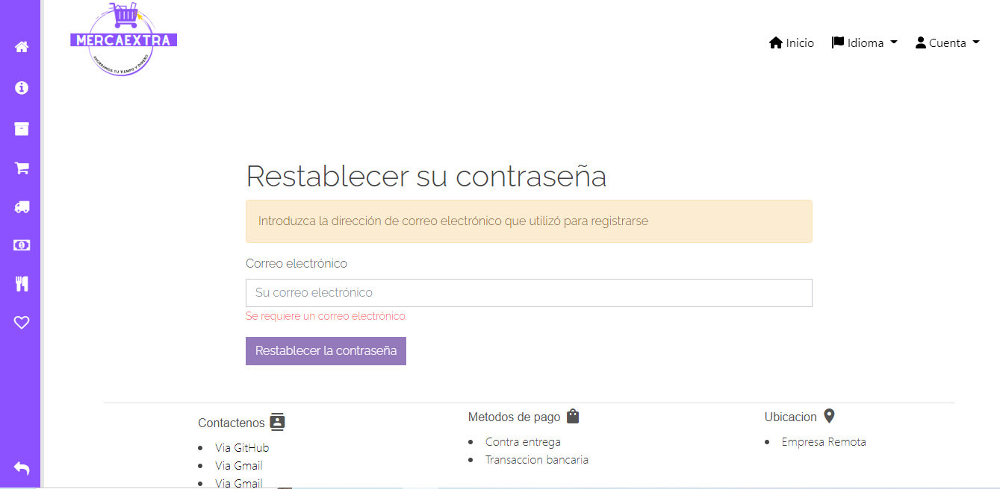 MERCAEXTRA
AHORRAMOS TU TIEMPO Y DINERO
Inicio
Idioma
Cuenta
Restablecer su contraseña
Introduzca la dirección de correo electrónico que utilizó para registrarse
Correo electrónico
Su correo electrónico
Se requiere un correo electrónico.
Restablecer la contraseña
Contactenos
Via GitHub
Via Gmail
Via Gmail
Metodos de pago
Contra entrega
Transaccion bancaria
Ubicacion
Empresa Remota